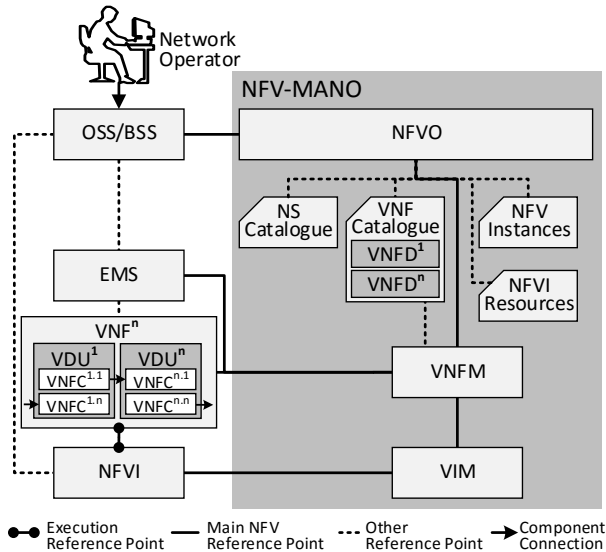 Network
Operator
NFV-MANO
OSS/BSS
NFVO
NS
Catalogue
VNF
Catalogue
VNFD¹
VNFDⁿ
NFV
Instances
NFVI
Resources
EMS
VNFⁿ
VDU¹
VNFC¹·¹
VNFC¹·ⁿ
VDUⁿ
VNFCⁿ·¹
VNFCⁿ·ⁿ
VNFM
NFVI
VIM
Execution
Reference Point
Main NFV
Reference Point
Other
Reference Point
Component
Connection